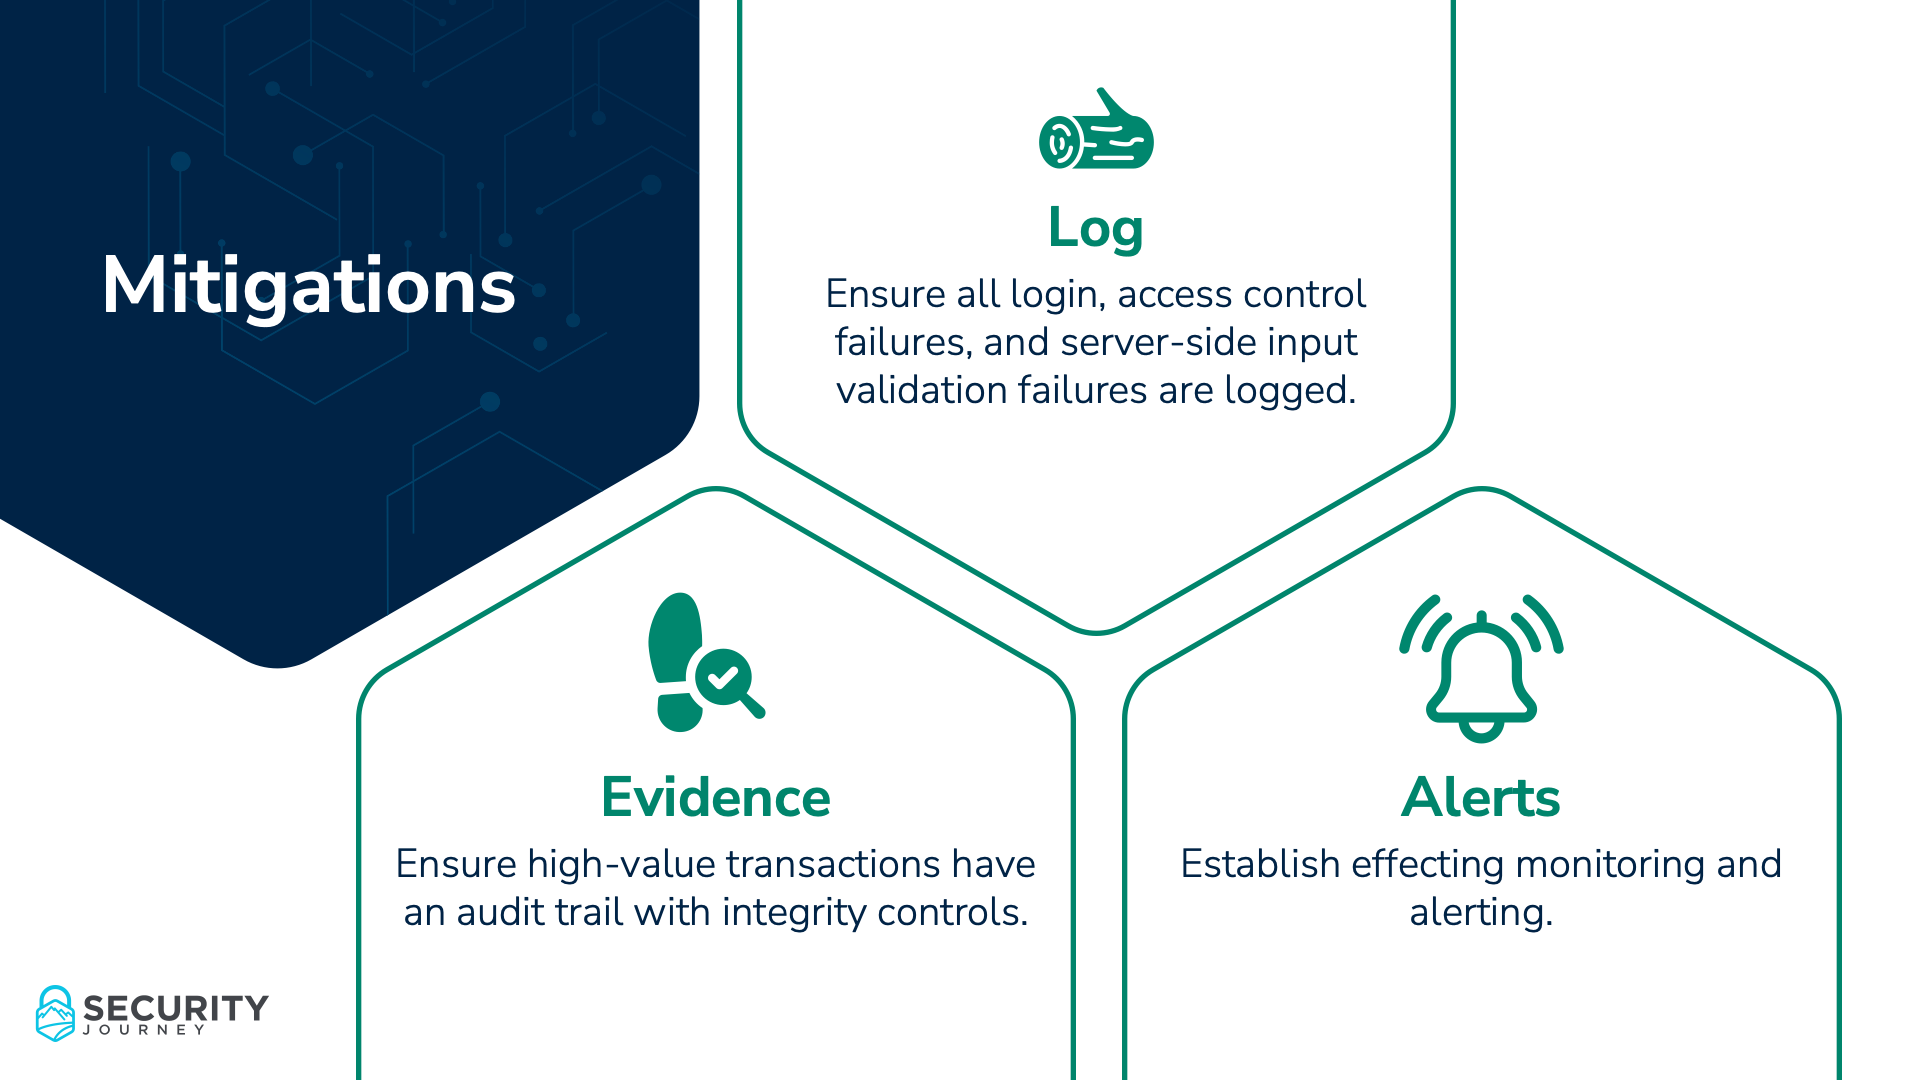 Mitigations
Log
Ensure all login, access control
failures, and server-side input
validation failures are logged.
Evidence
Ensure high-value transactions have
an audit trail with integrity controls.
Alerts
Establish effecting monitoring and
alerting.
SECURITY
JOURNEY